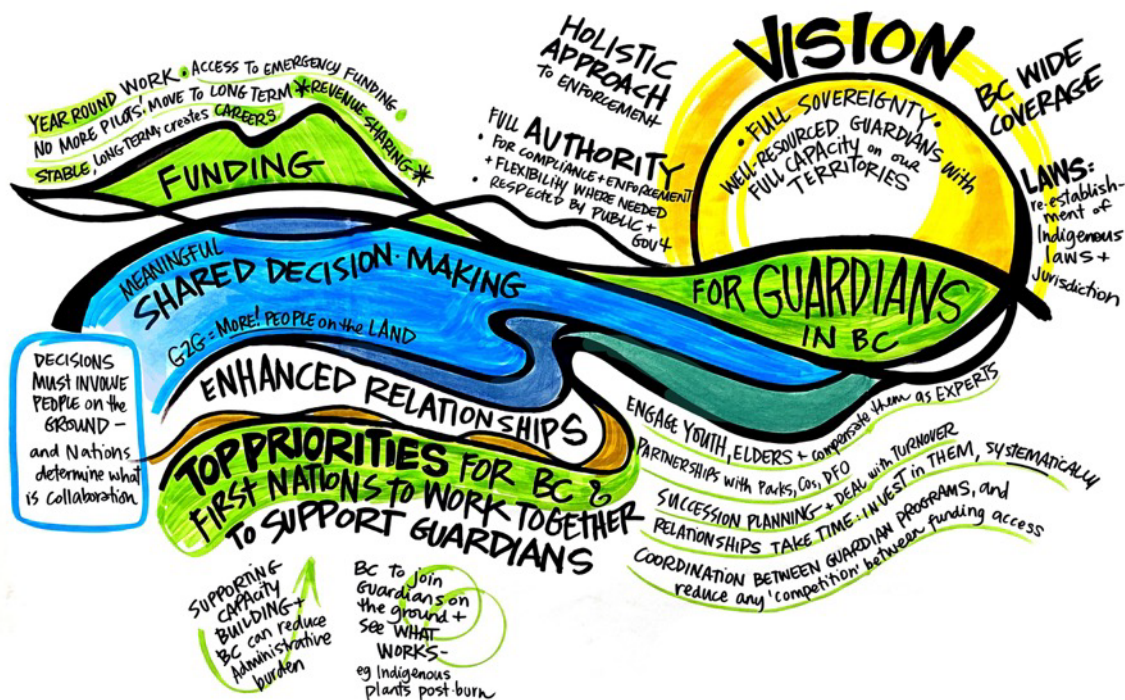 YEAR ROUND WORK • ACCESS TO EMERGENCY FUNDING •
NO MORE 'PILOTS', MOVE TO LONG TERM * REVENUE SHARING *
STABLE, LONG TERM, creates CAREERS
FUNDING
HOLISTIC
APPROACH
TO ENFORCEMENT
FULL AUTHORITY
• FOR COMPLIANCE + ENFORCEMENT
+ FLEXIBILITY WHERE NEEDED
• RESPECTED BY PUBLIC +
GOV'4
VISION
• FULL SOVEREIGNTY •
WELL-RESOURCED GUARDIANS with
FULL CAPACITY on our
TERRITORIES
BC WIDE
COVERAGE
LAWS:
re-establish-
ment of
Indigenous
laws +
Jurisdiction
FOR GUARDIANS
IN BC
MEANINGFUL
SHARED DECISION-MAKING
G2G = MORE! PEOPLE on the LAND
DECISIONS
MUST INVOLVE
PEOPLE on the
GROUND -
and Nations
determine what
is collaboration
ENHANCED RELATIONSHIPS
ENGAGE YOUTH, ELDERS + compensate them as EXPERTS
PARTNERSHIPS with Parks, COs, DFO
SUCCESSION PLANNING + DEAL with TURNOVER
RELATIONSHIPS TAKE TIME: INVEST in THEM, SYSTEMATICALLY
COORDINATION BETWEEN GUARDIAN PROGRAMS, and
reduce any 'competition' between funding access
TOP PRIORITIES FOR BC &
FIRST NATIONS TO WORK TOGETHER
TO SUPPORT GUARDIANS
SUPPORTING
CAPACITY
BUILDING +
BC can reduce
Administrative
burden
BC to join
Guardians on
the ground +
see WHAT
WORKS-
eg Indigenous
plants post-burn